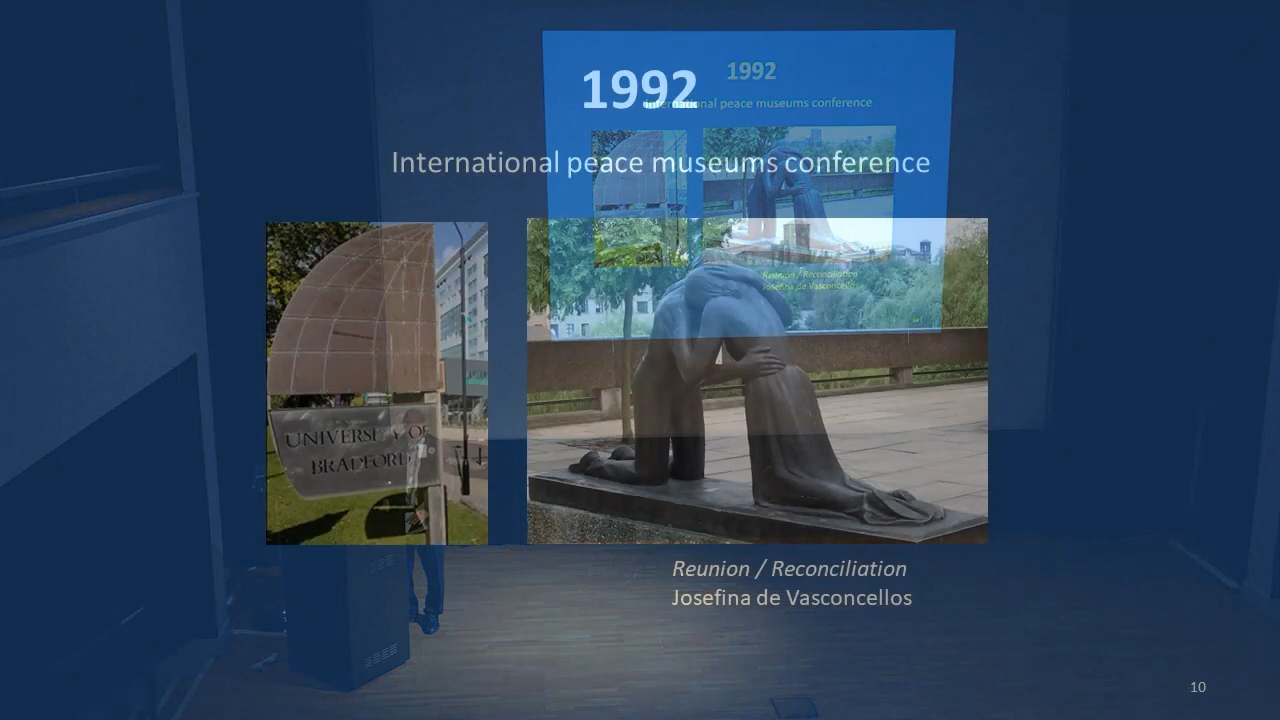 1992
International peace museums conference
1992
International peace museums conference
UNIVERSITY OF
BRADFORD
Reunion / Reconciliation
Josefina de Vasconcellos
Reunion / Reconciliation
Josefina de Vasconcellos
10